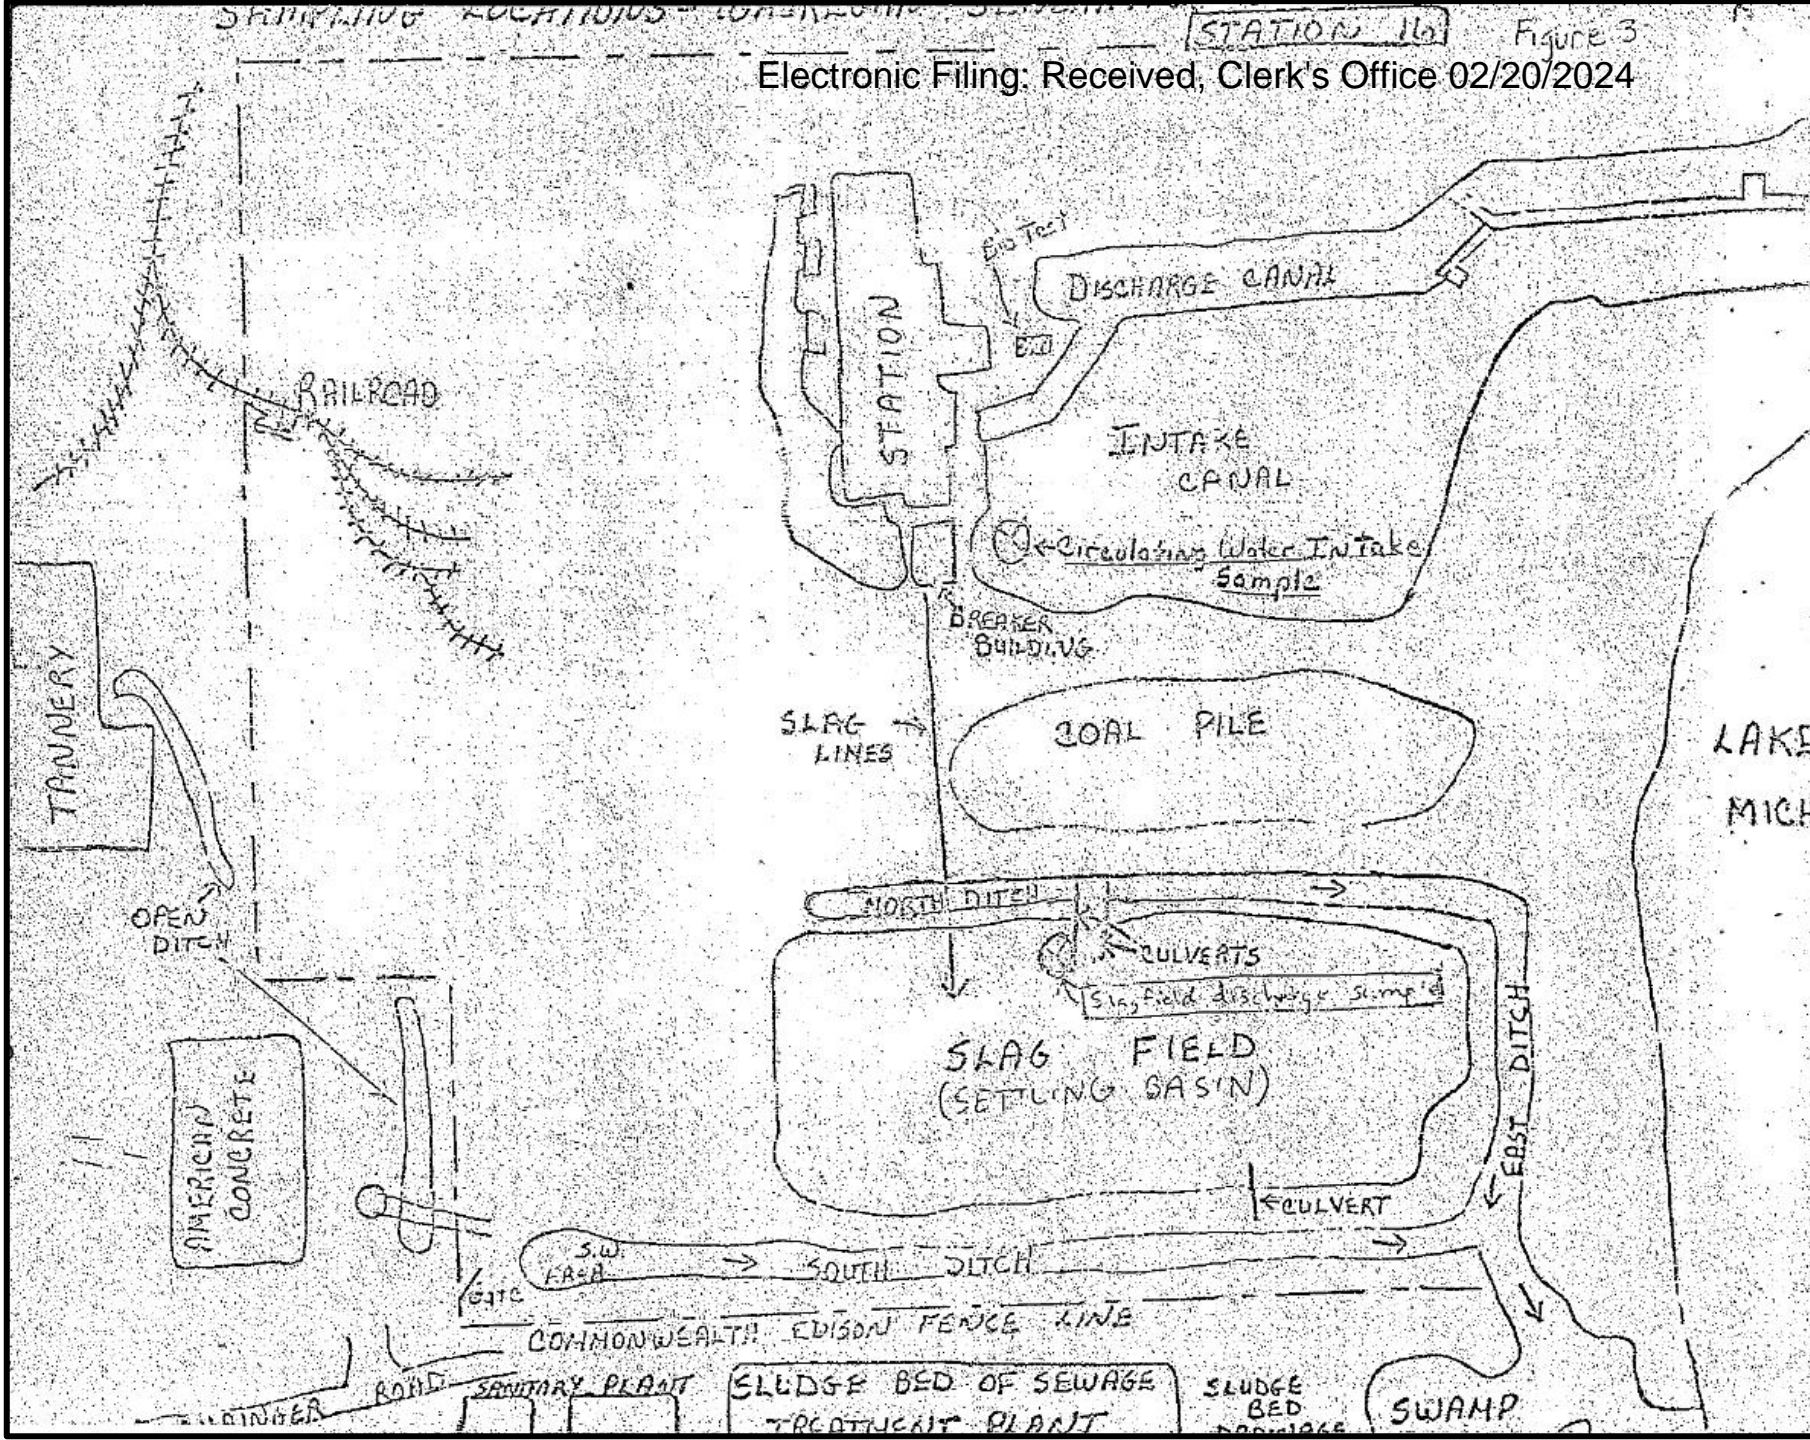 SAMPLING LOCATIONS
STATION 16
Figure 3
Electronic Filing: Received, Clerk's Office 02/20/2024
Bio Test
DISCHARGE CANAL
STATION
RAILROAD
INTAKE
CANAL
←Circulating Water InTake
Sample
BREAKER
BUILDING
TANNERY
SLAG →
LINES
COAL PILE
LAKE
MICH
NORTH DITCH
OPEN
DITCH
CULVERTS
Slag field discharge
SLAG FIELD
(SETTLING BASIN)
EAST DITCH
AMERICAN
CONCRETE
←CULVERT
S.W.
SOUTH DITCH
GATE
COMMONWEALTH EDISON FENCE LINE
ROAD
SANITARY PLANT
SLUDGE BED OF SEWAGE
TREATMENT PLANT
SLUDGE
BED
DRAINAGE
SWAMP